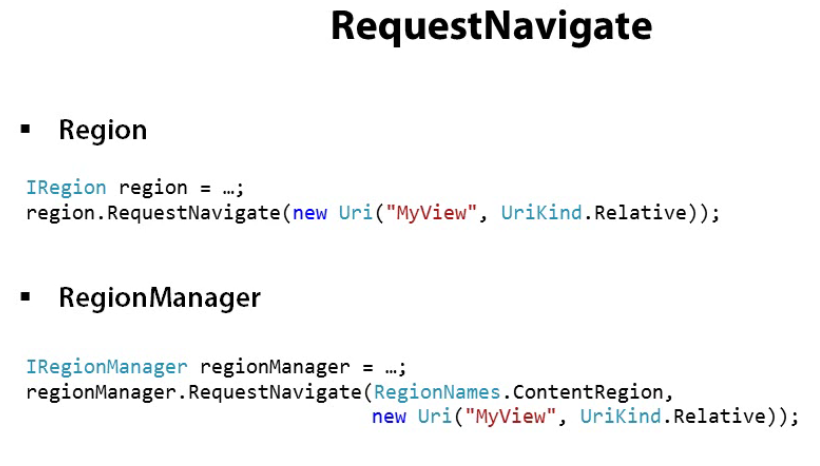 RequestNavigate
▪ Region
IRegion region = …;
region.RequestNavigate(new Uri("MyView", UriKind.Relative));
▪ RegionManager
IRegionManager regionManager = …;
regionManager.RequestNavigate(RegionNames.ContentRegion,
new Uri("MyView", UriKind.Relative));